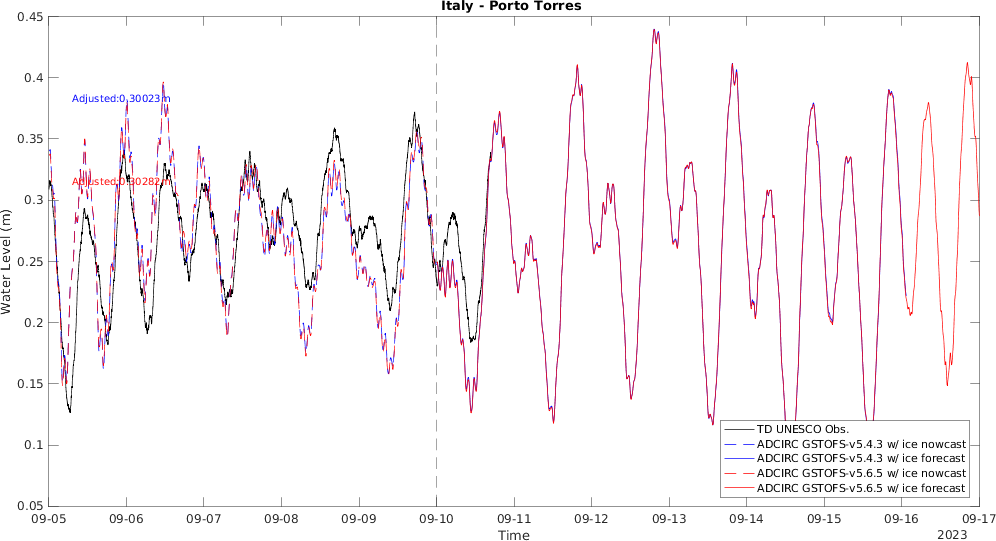 Italy - Porto Torres
Water Level (m)
0.45
0.4
0.35
0.3
0.25
0.2
0.15
0.1
0.05
Adjusted:0.30023m
Adjusted:0.30282m
TD UNESCO Obs.
ADCIRC GSTOFS-v5.4.3 w/ ice nowcast
ADCIRC GSTOFS-v5.4.3 w/ ice forecast
ADCIRC GSTOFS-v5.6.5 w/ ice nowcast
ADCIRC GSTOFS-v5.6.5 w/ ice forecast
09-05 09-06 09-07 09-08 09-09 09-10 09-11 09-12 09-13 09-14 09-15 09-16 09-17
Time
2023